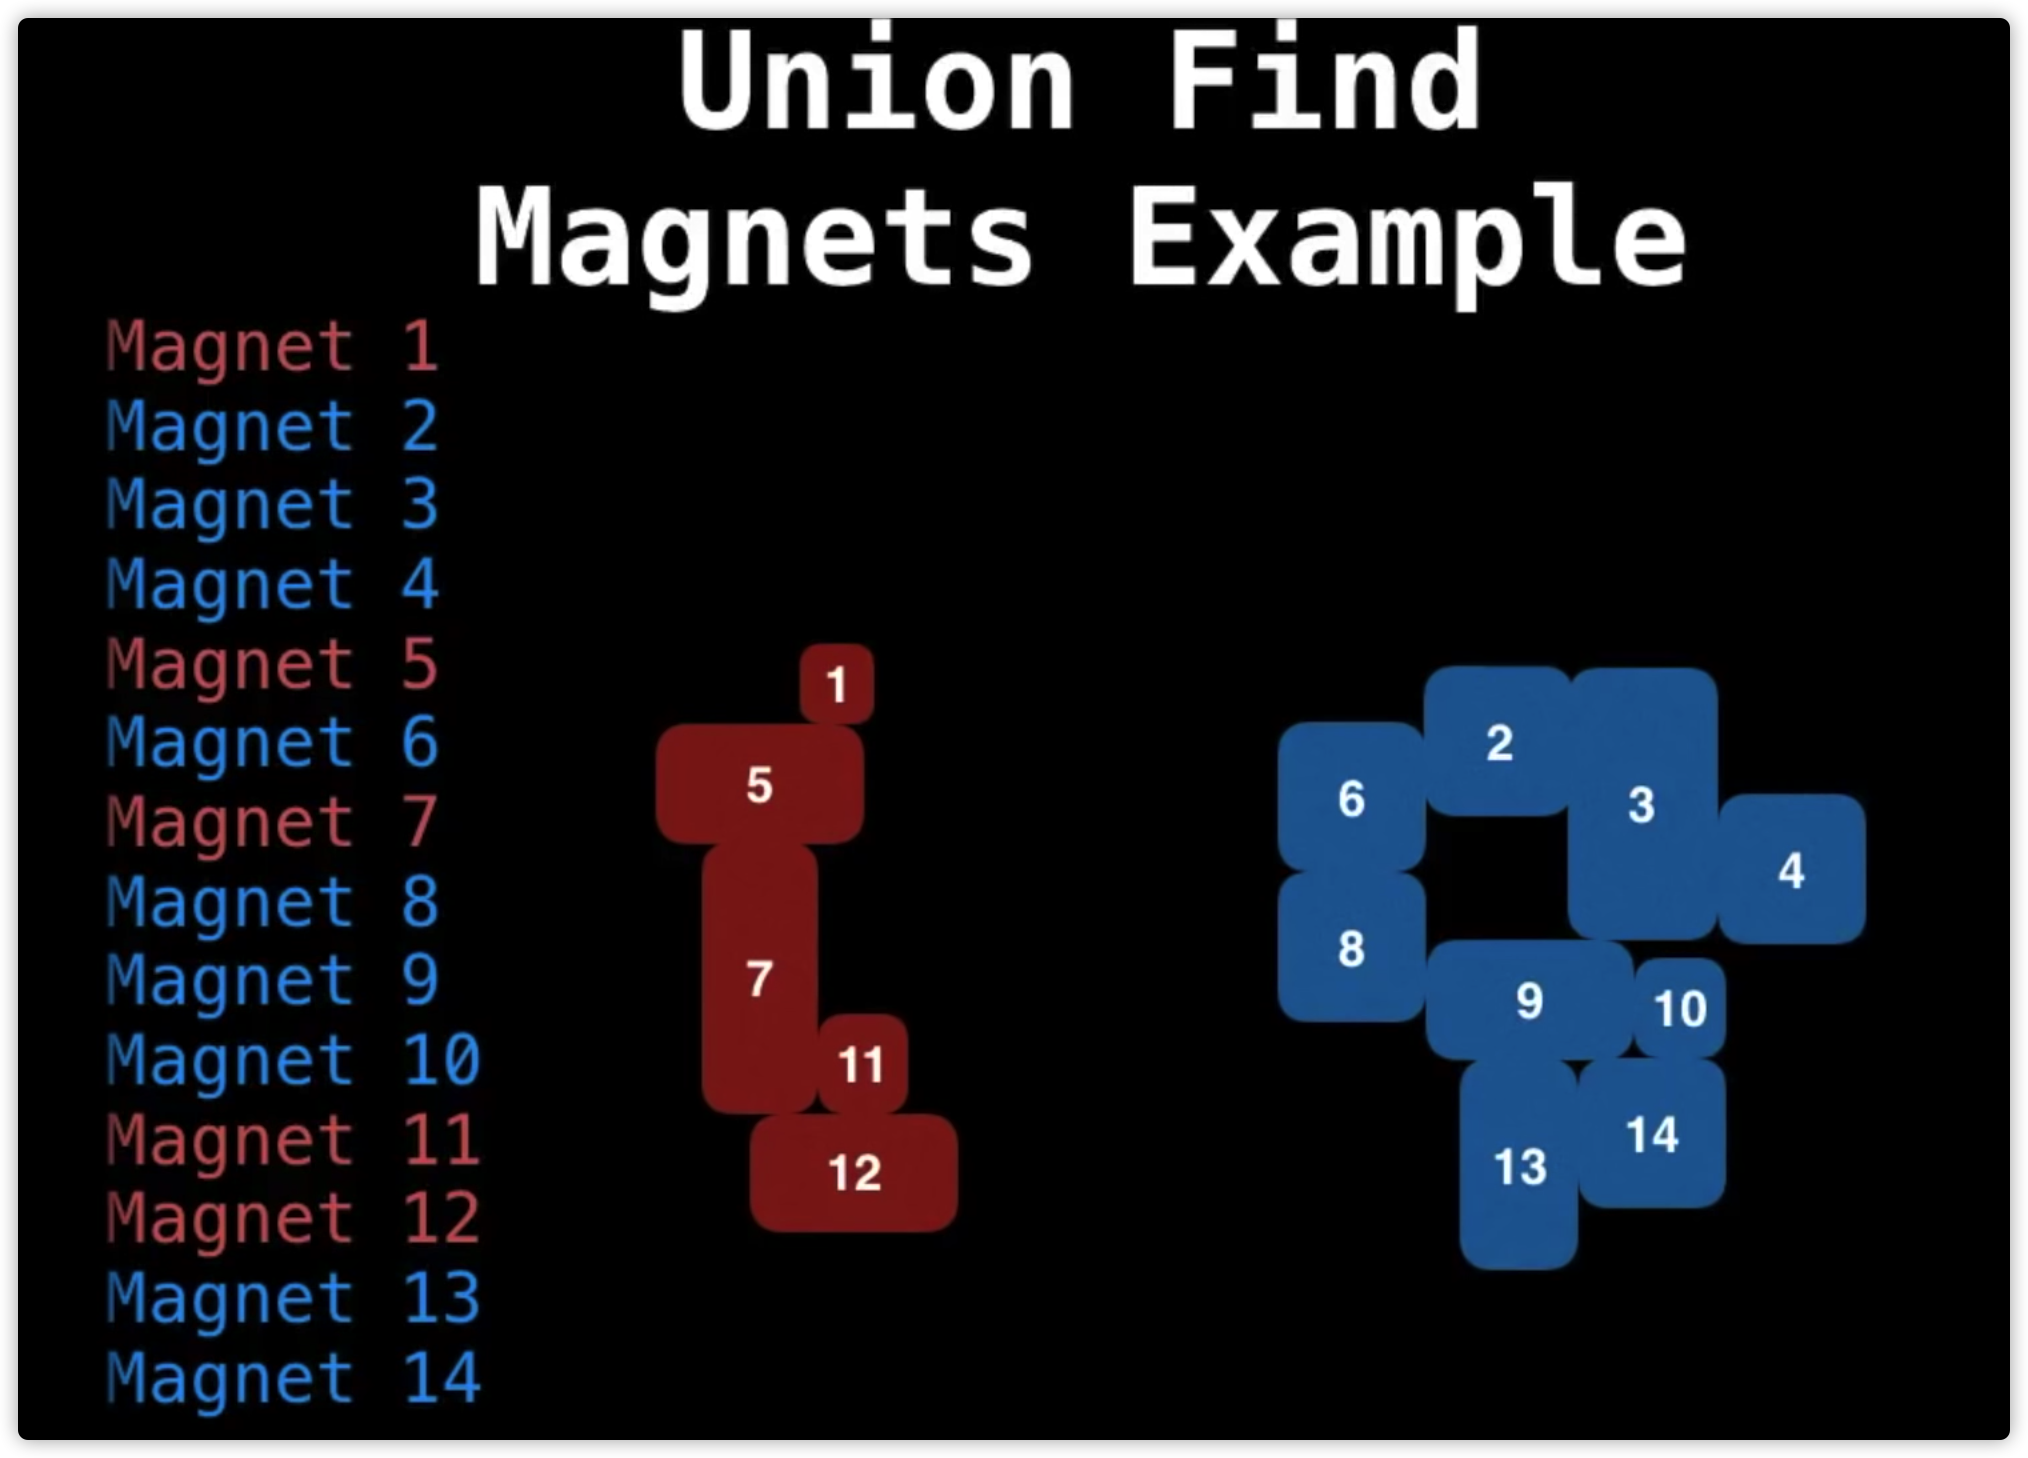 Union Find
Magnets Example
Magnet 1
Magnet 2
Magnet 3
Magnet 4
Magnet 5
Magnet 6
Magnet 7
Magnet 8
Magnet 9
Magnet 10
Magnet 11
Magnet 12
Magnet 13
Magnet 14
1
5
7
11
12
2
6
3
4
8
9
10
14
13